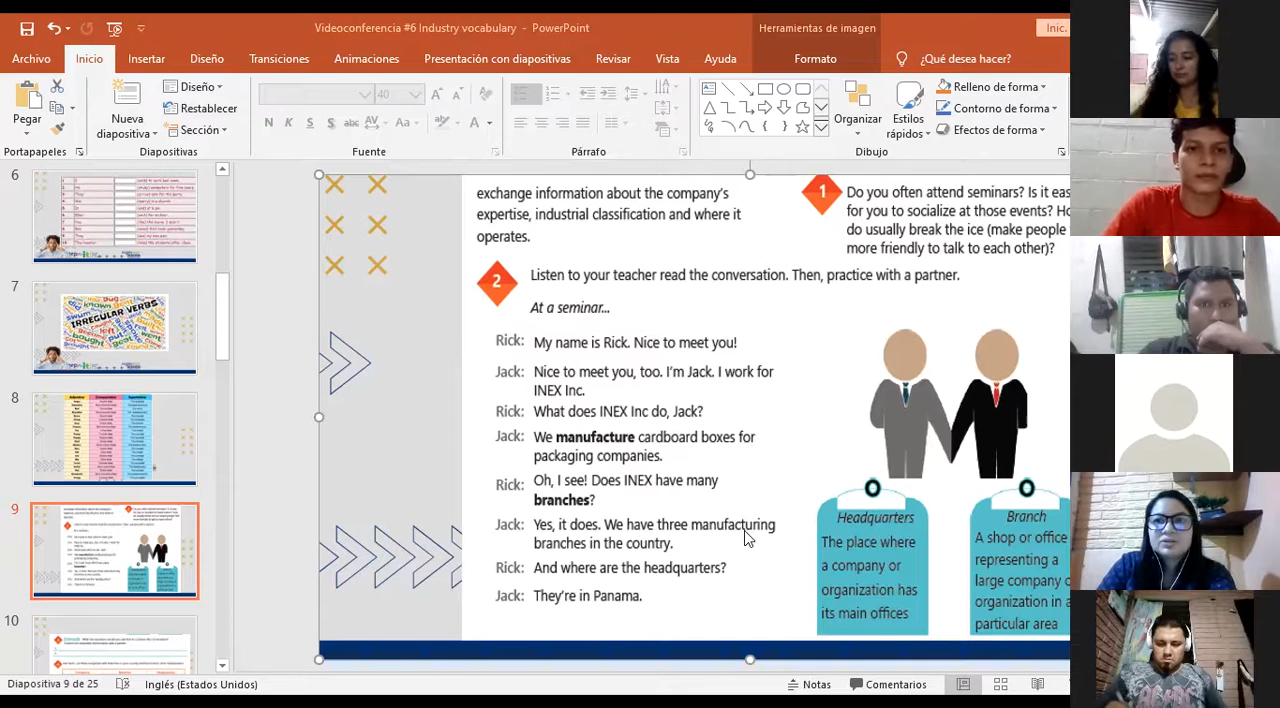 Videoconferencia #6 Industry vocabulary - PowerPoint
Herramientas de imagen
Inic.
Archivo
Inicio
Insertar
Diseño
Transiciones
Animaciones
Presentación con diapositivas
Revisar
Vista
Ayuda
Formato
¿Qué desea hacer?
Pegar
Nueva
diapositiva
Diseño
Restablecer
Sección
40
N K S S abc AV Aa A
Organizar
Estilos
rápidos
Relleno de forma
Contorno de forma
Efectos de forma
Portapapeles
Diapositivas
Fuente
Párrafo
Dibujo
6
7
IRREGULAR VERBS
8
9
10
exchange information about the company's
expertise, industrial classification and where it
operates.
1
Do you often attend seminars? Is it eas
you to socialize at those events? Ho
do usually break the ice (make people
more friendly to talk to each other)?
2
Listen to your teacher read the conversation. Then, practice with a partner.
At a seminar...
Rick: My name is Rick. Nice to meet you!
Jack: Nice to meet you, too. I'm Jack. I work for
INEX Inc.
Rick: What does INEX Inc do, Jack?
Jack: We manufacture cardboard boxes for
packaging companies.
Rick: Oh, I see! Does INEX have many
branches?
Jack: Yes, it does. We have three manufacturing
branches in the country.
Rick: And where are the headquarters?
Jack: They're in Panama.
Headquarters
The place where
a company or
organization has
its main offices
Branch
A shop or office
representing a
large company o
organization in a
particular area
Diapositiva 9 de 25
Inglés (Estados Unidos)
Notas
Comentarios